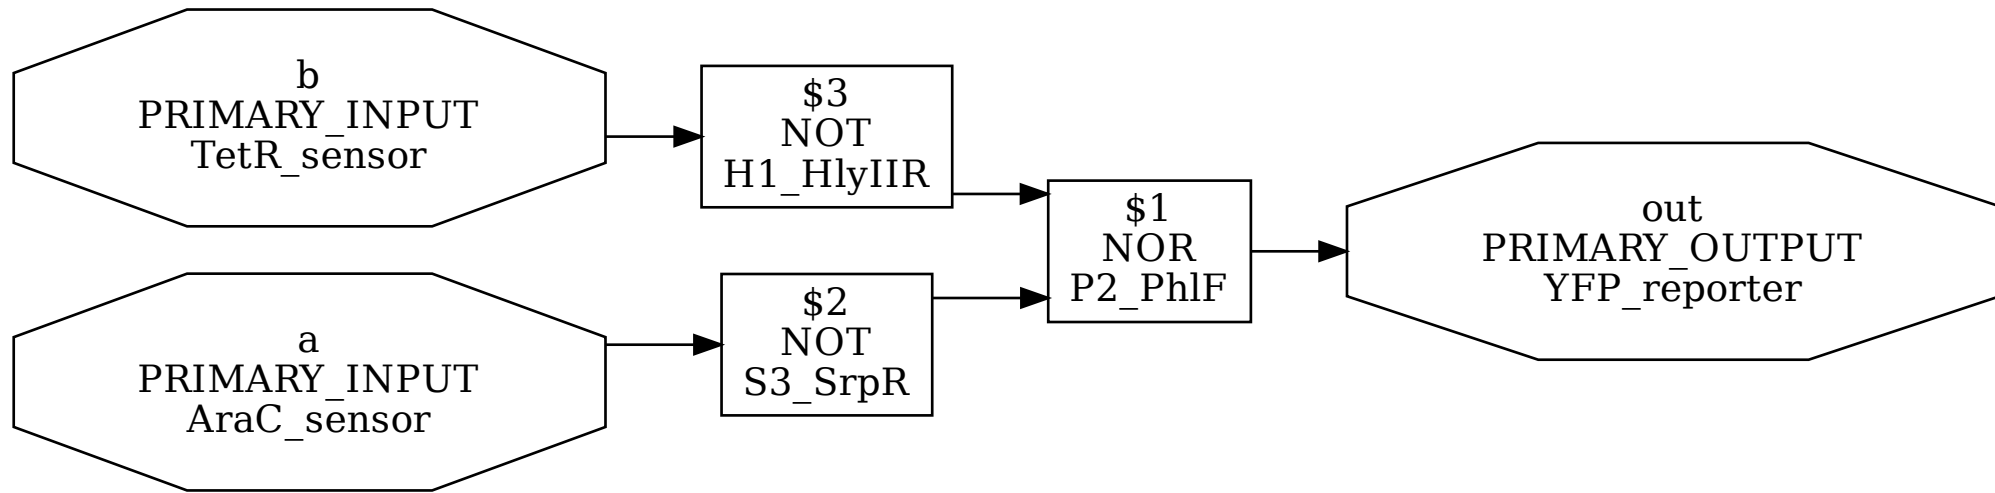 b
PRIMARY_INPUT
TetR_sensor
$3
NOT
H1_HlyIIR
a
PRIMARY_INPUT
AraC_sensor
$2
NOT
S3_SrpR
$1
NOR
P2_PhlF
out
PRIMARY_OUTPUT
YFP_reporter